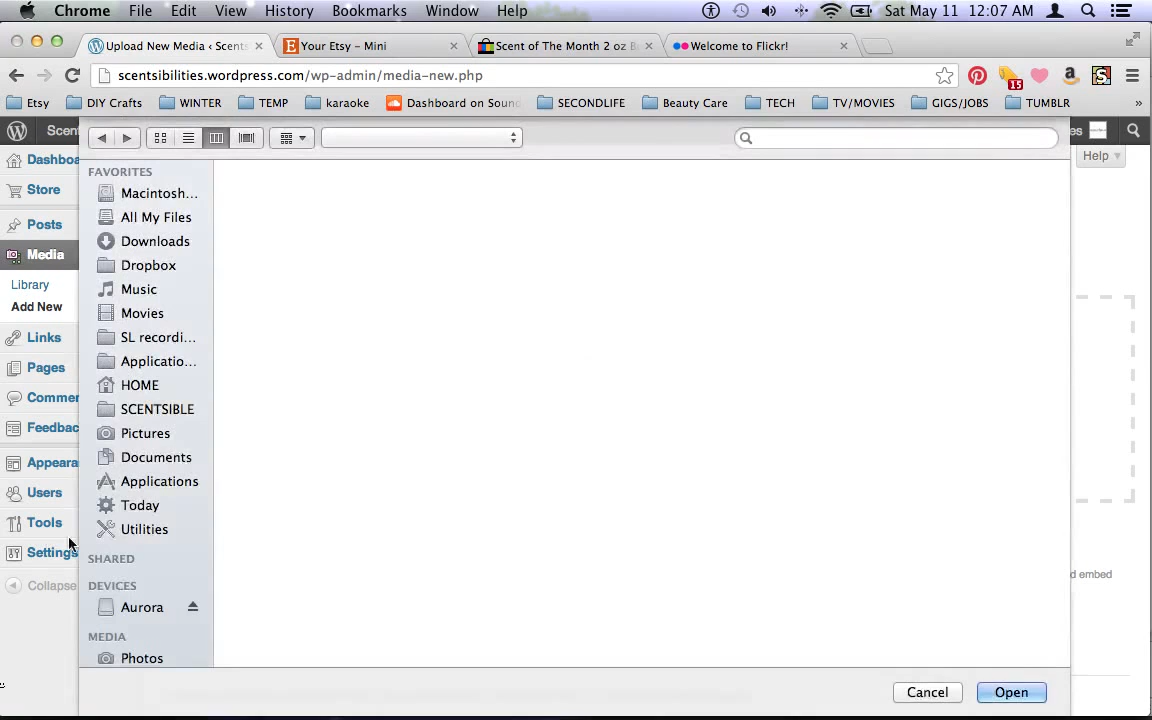 Chrome File Edit View History Bookmarks Window Help Sat May 11 12:07 AM
Upload New Media ‹ Scents Your Etsy – Mini Scent of The Month 2 oz B Welcome to Flickr!
scentsibilities.wordpress.com/wp-admin/media-new.php 15
Etsy DIY Crafts WINTER TEMP karaoke Dashboard on Soun SECONDLIFE Beauty Care TECH TV/MOVIES GIGS/JOBS TUMBLR »
Scent es
Help
Dashbo
Store
Posts
Media
Library
Add New
Links
Pages
Commen
Feedbac
Appeara
Users
Tools
Settings
Collapse
FAVORITES
Macintosh...
All My Files
Downloads
Dropbox
Music
Movies
SL recordi...
Applicatio...
HOME
SCENTSIBLE
Pictures
Documents
Applications
Today
Utilities
SHARED
DEVICES
Aurora
MEDIA
Photos
d embed
Cancel Open